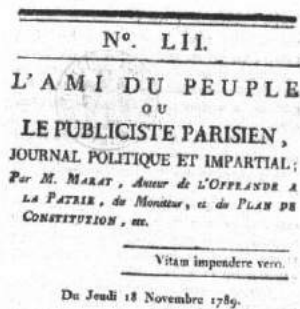 Nº. LII.
L'AMI DU PEUPLE
OU
LE PUBLICISTE PARISIEN,
JOURNAL POLITIQUE ET IMPARTIAL;
Par M. MARAT, Auteur de L'OFFRANDE A
LA PATRIE, du Moniteur, et du PLAN DE
CONSTITUTION, etc.
Vitam impendere vero.
Du Jeudi 18 Novembre 1789.